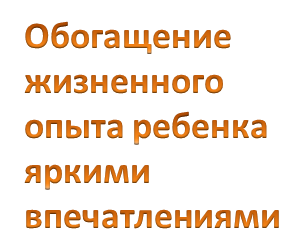 Обогащение
жизненного
опыта ребенка
яркими
впечатлениями